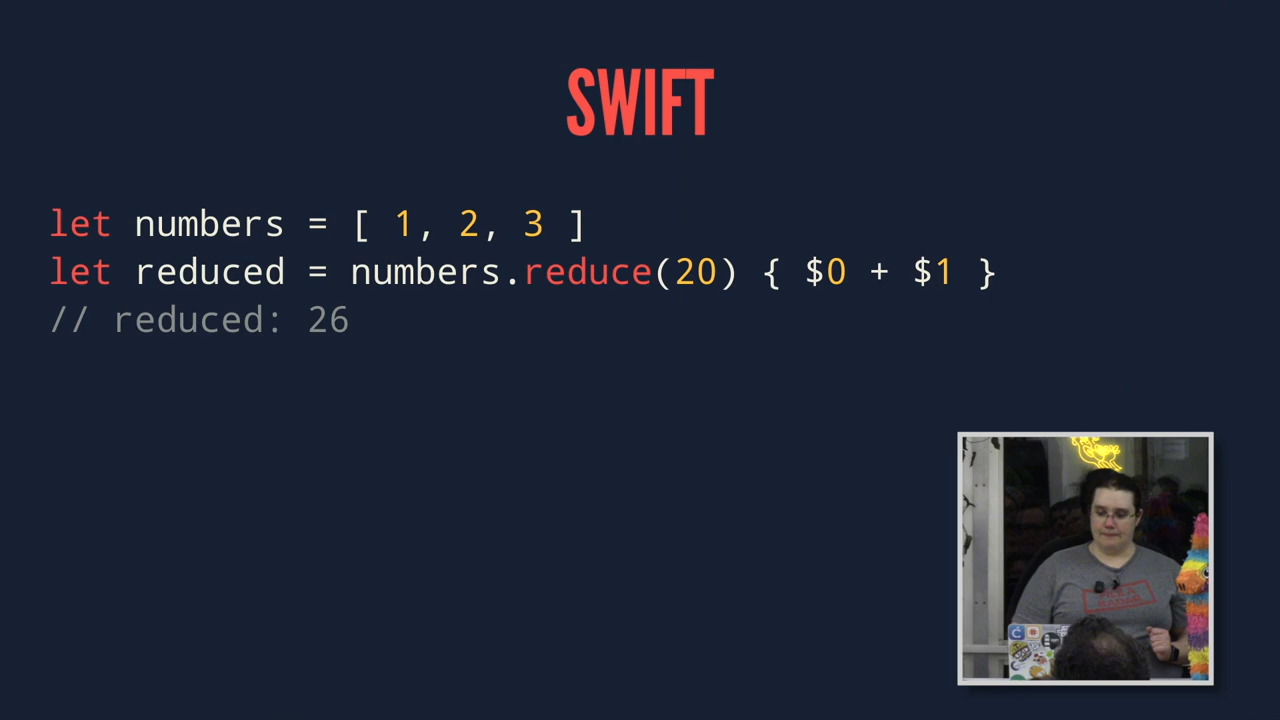 SWIFT
let numbers = [ 1, 2, 3 ]
let reduced = numbers.reduce(20) { $0 + $1 }
// reduced: 26